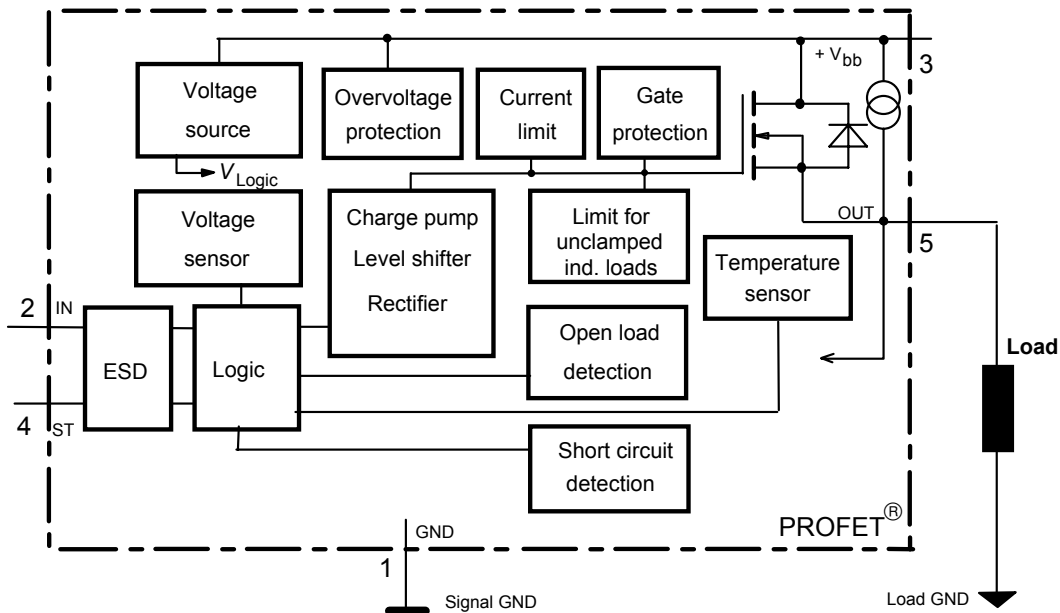 + V bb
3
Voltage
source
Overvoltage
protection
Current
limit
Gate
protection
V Logic
Voltage
sensor
Charge pump
Level shifter
Rectifier
Limit for
unclamped
ind. loads
OUT
5
Temperature
sensor
2
IN
ESD
Logic
Open load
detection
Load
4
ST
Short circuit
detection
PROFET®
GND
1
Signal GND
Load GND